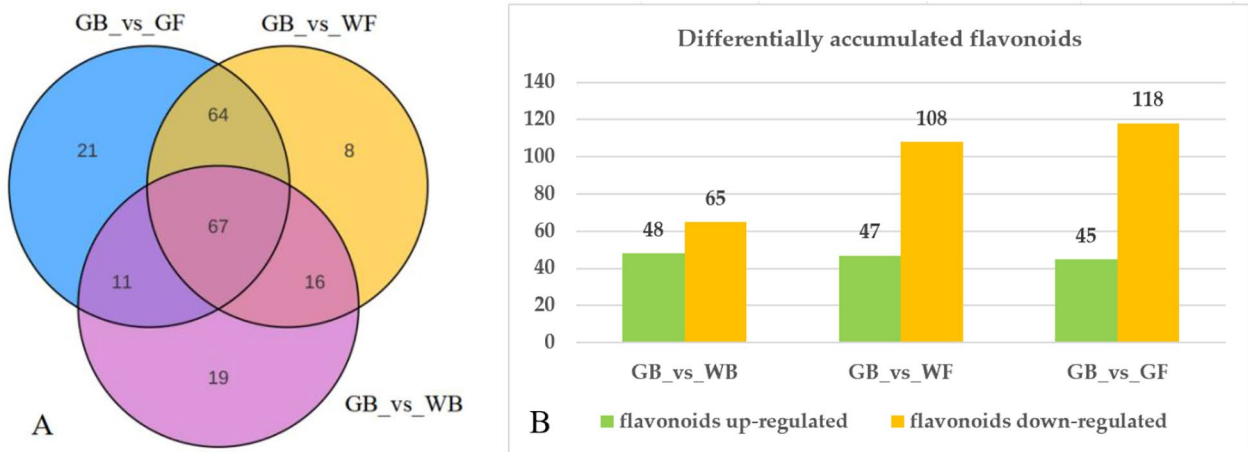 GB_vs_GF
GB_vs_WF
64
21
8
67
11
16
19
GB_vs_WB
A
Differentially accumulated flavonoids
140
120
100
80
60
40
20
0
48
65
47
108
45
118
GB_vs_WB
GB_vs_WF
GB_vs_GF
B
flavonoids up-regulated
flavonoids down-regulated